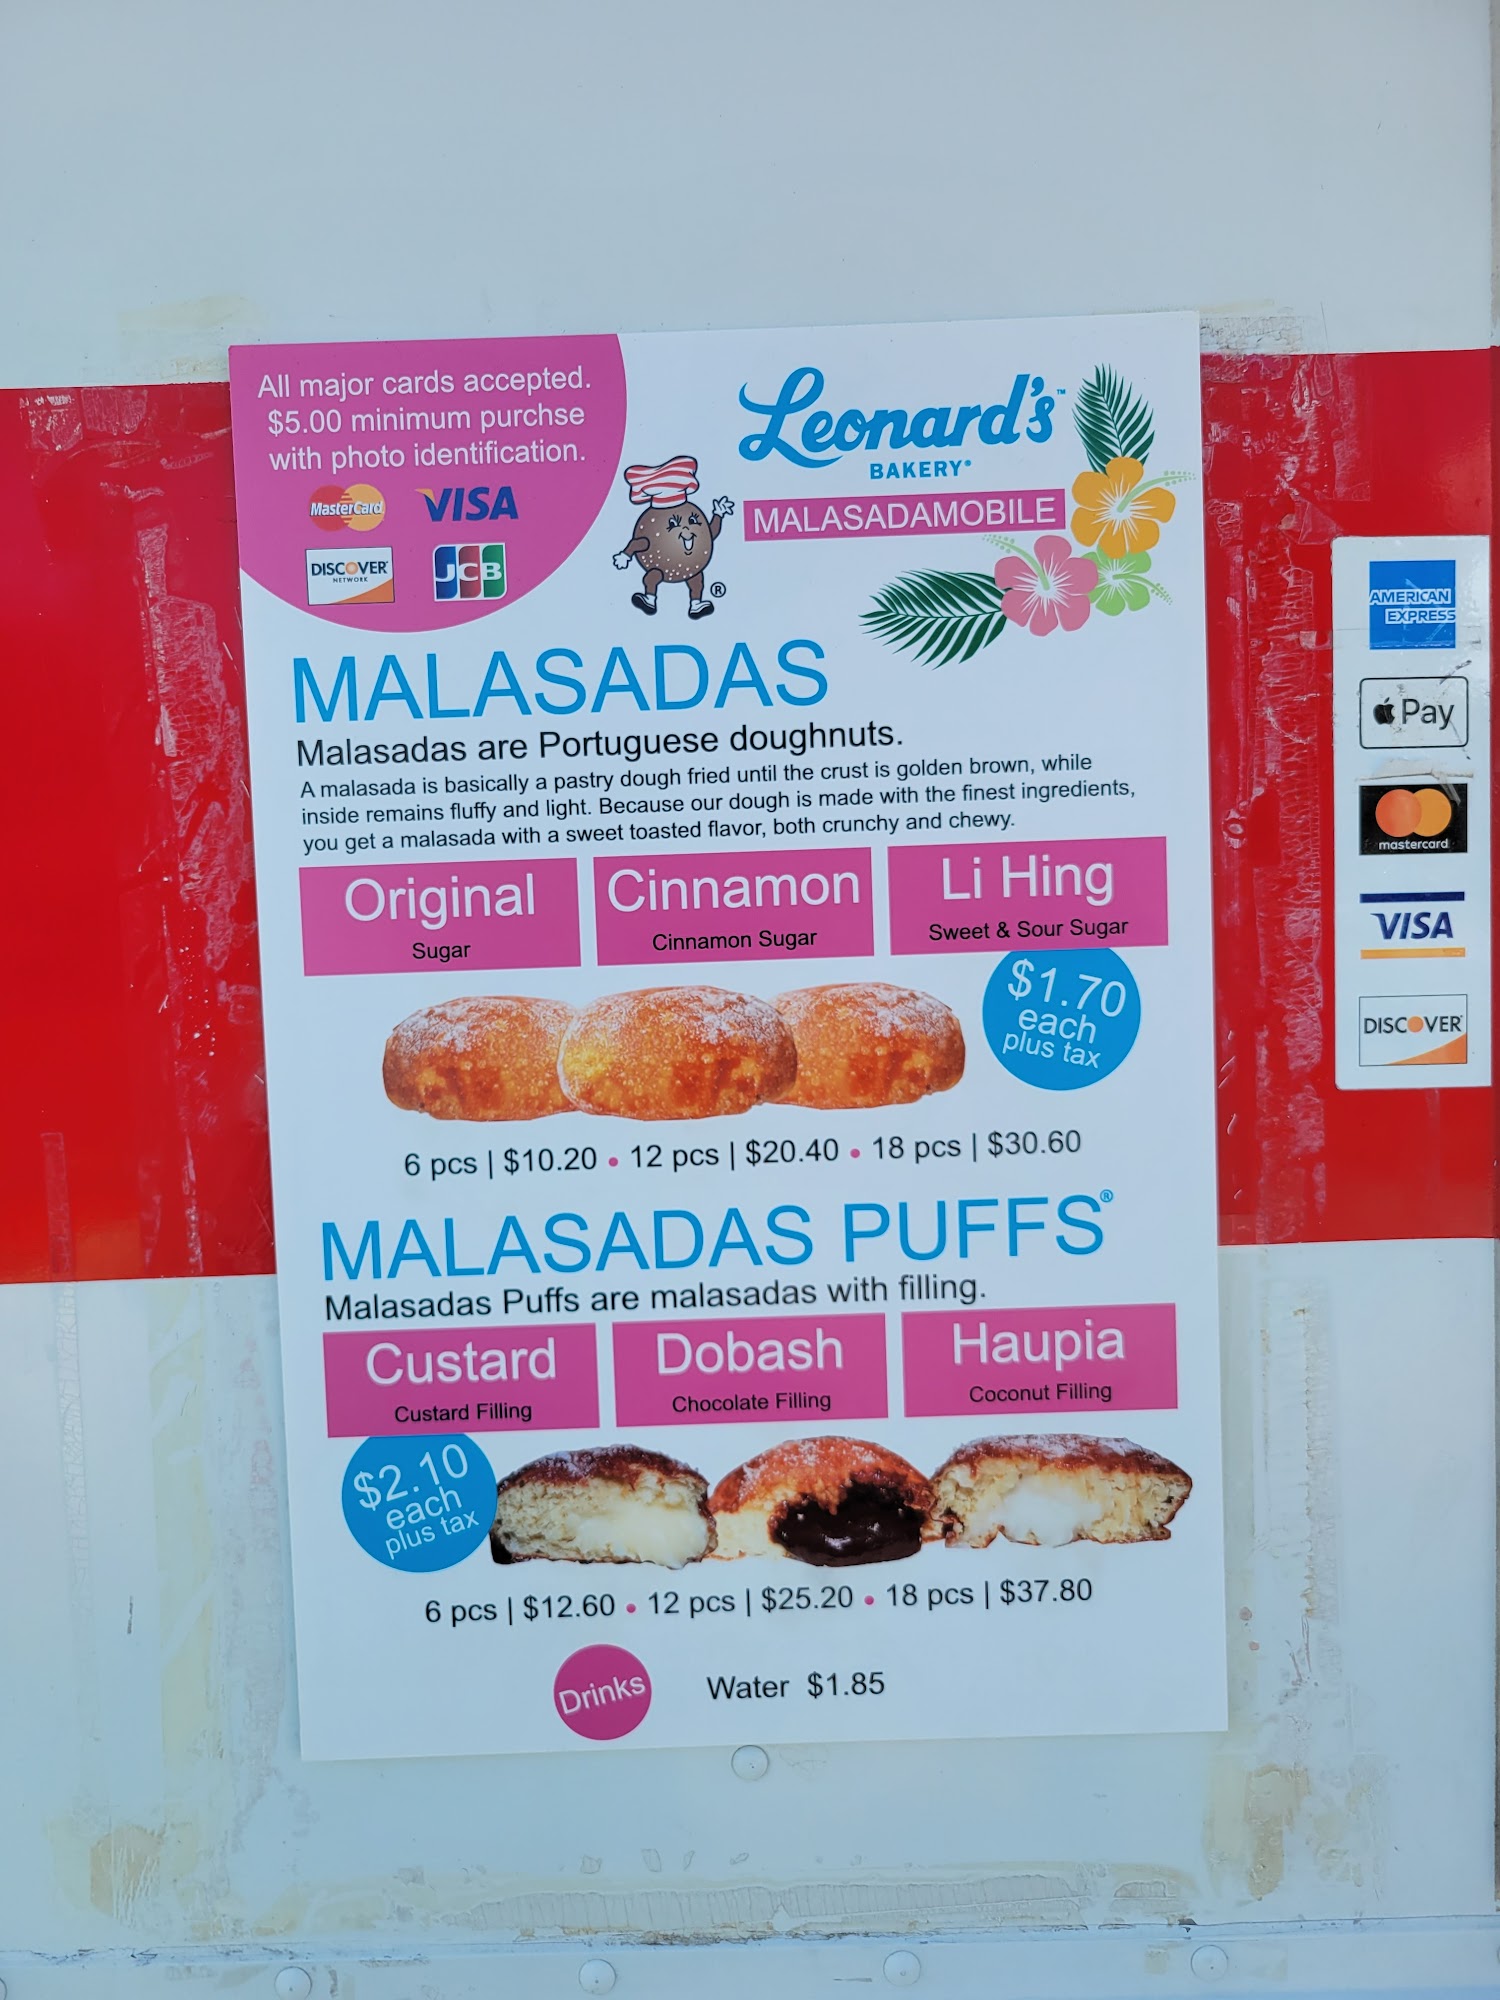 All major cards accepted.
$5.00 minimum purchse
with photo identification.
MasterCard VISA
DISCOVER
NETWORK
JCB
Leonard's™
BAKERY®
MALASADAMOBILE
®
MALASADAS
Malasadas are Portuguese doughnuts.
A malasada is basically a pastry dough fried until the crust is golden brown, while
inside remains fluffy and light. Because our dough is made with the finest ingredients,
you get a malasada with a sweet toasted flavor, both crunchy and chewy.
Original
Sugar
Cinnamon
Cinnamon Sugar
Li Hing
Sweet & Sour Sugar
$1.70
each
plus tax
6 pcs | $10.20 • 12 pcs | $20.40 • 18 pcs | $30.60
MALASADAS PUFFS®
Malasadas Puffs are malasadas with filling.
Custard
Custard Filling
Dobash
Chocolate Filling
Haupia
Coconut Filling
$2.10
each
plus tax
6 pcs | $12.60 • 12 pcs | $25.20 • 18 pcs | $37.80
Drinks
Water $1.85
AMERICAN
EXPRESS
Pay
mastercard
VISA
DISCOVER